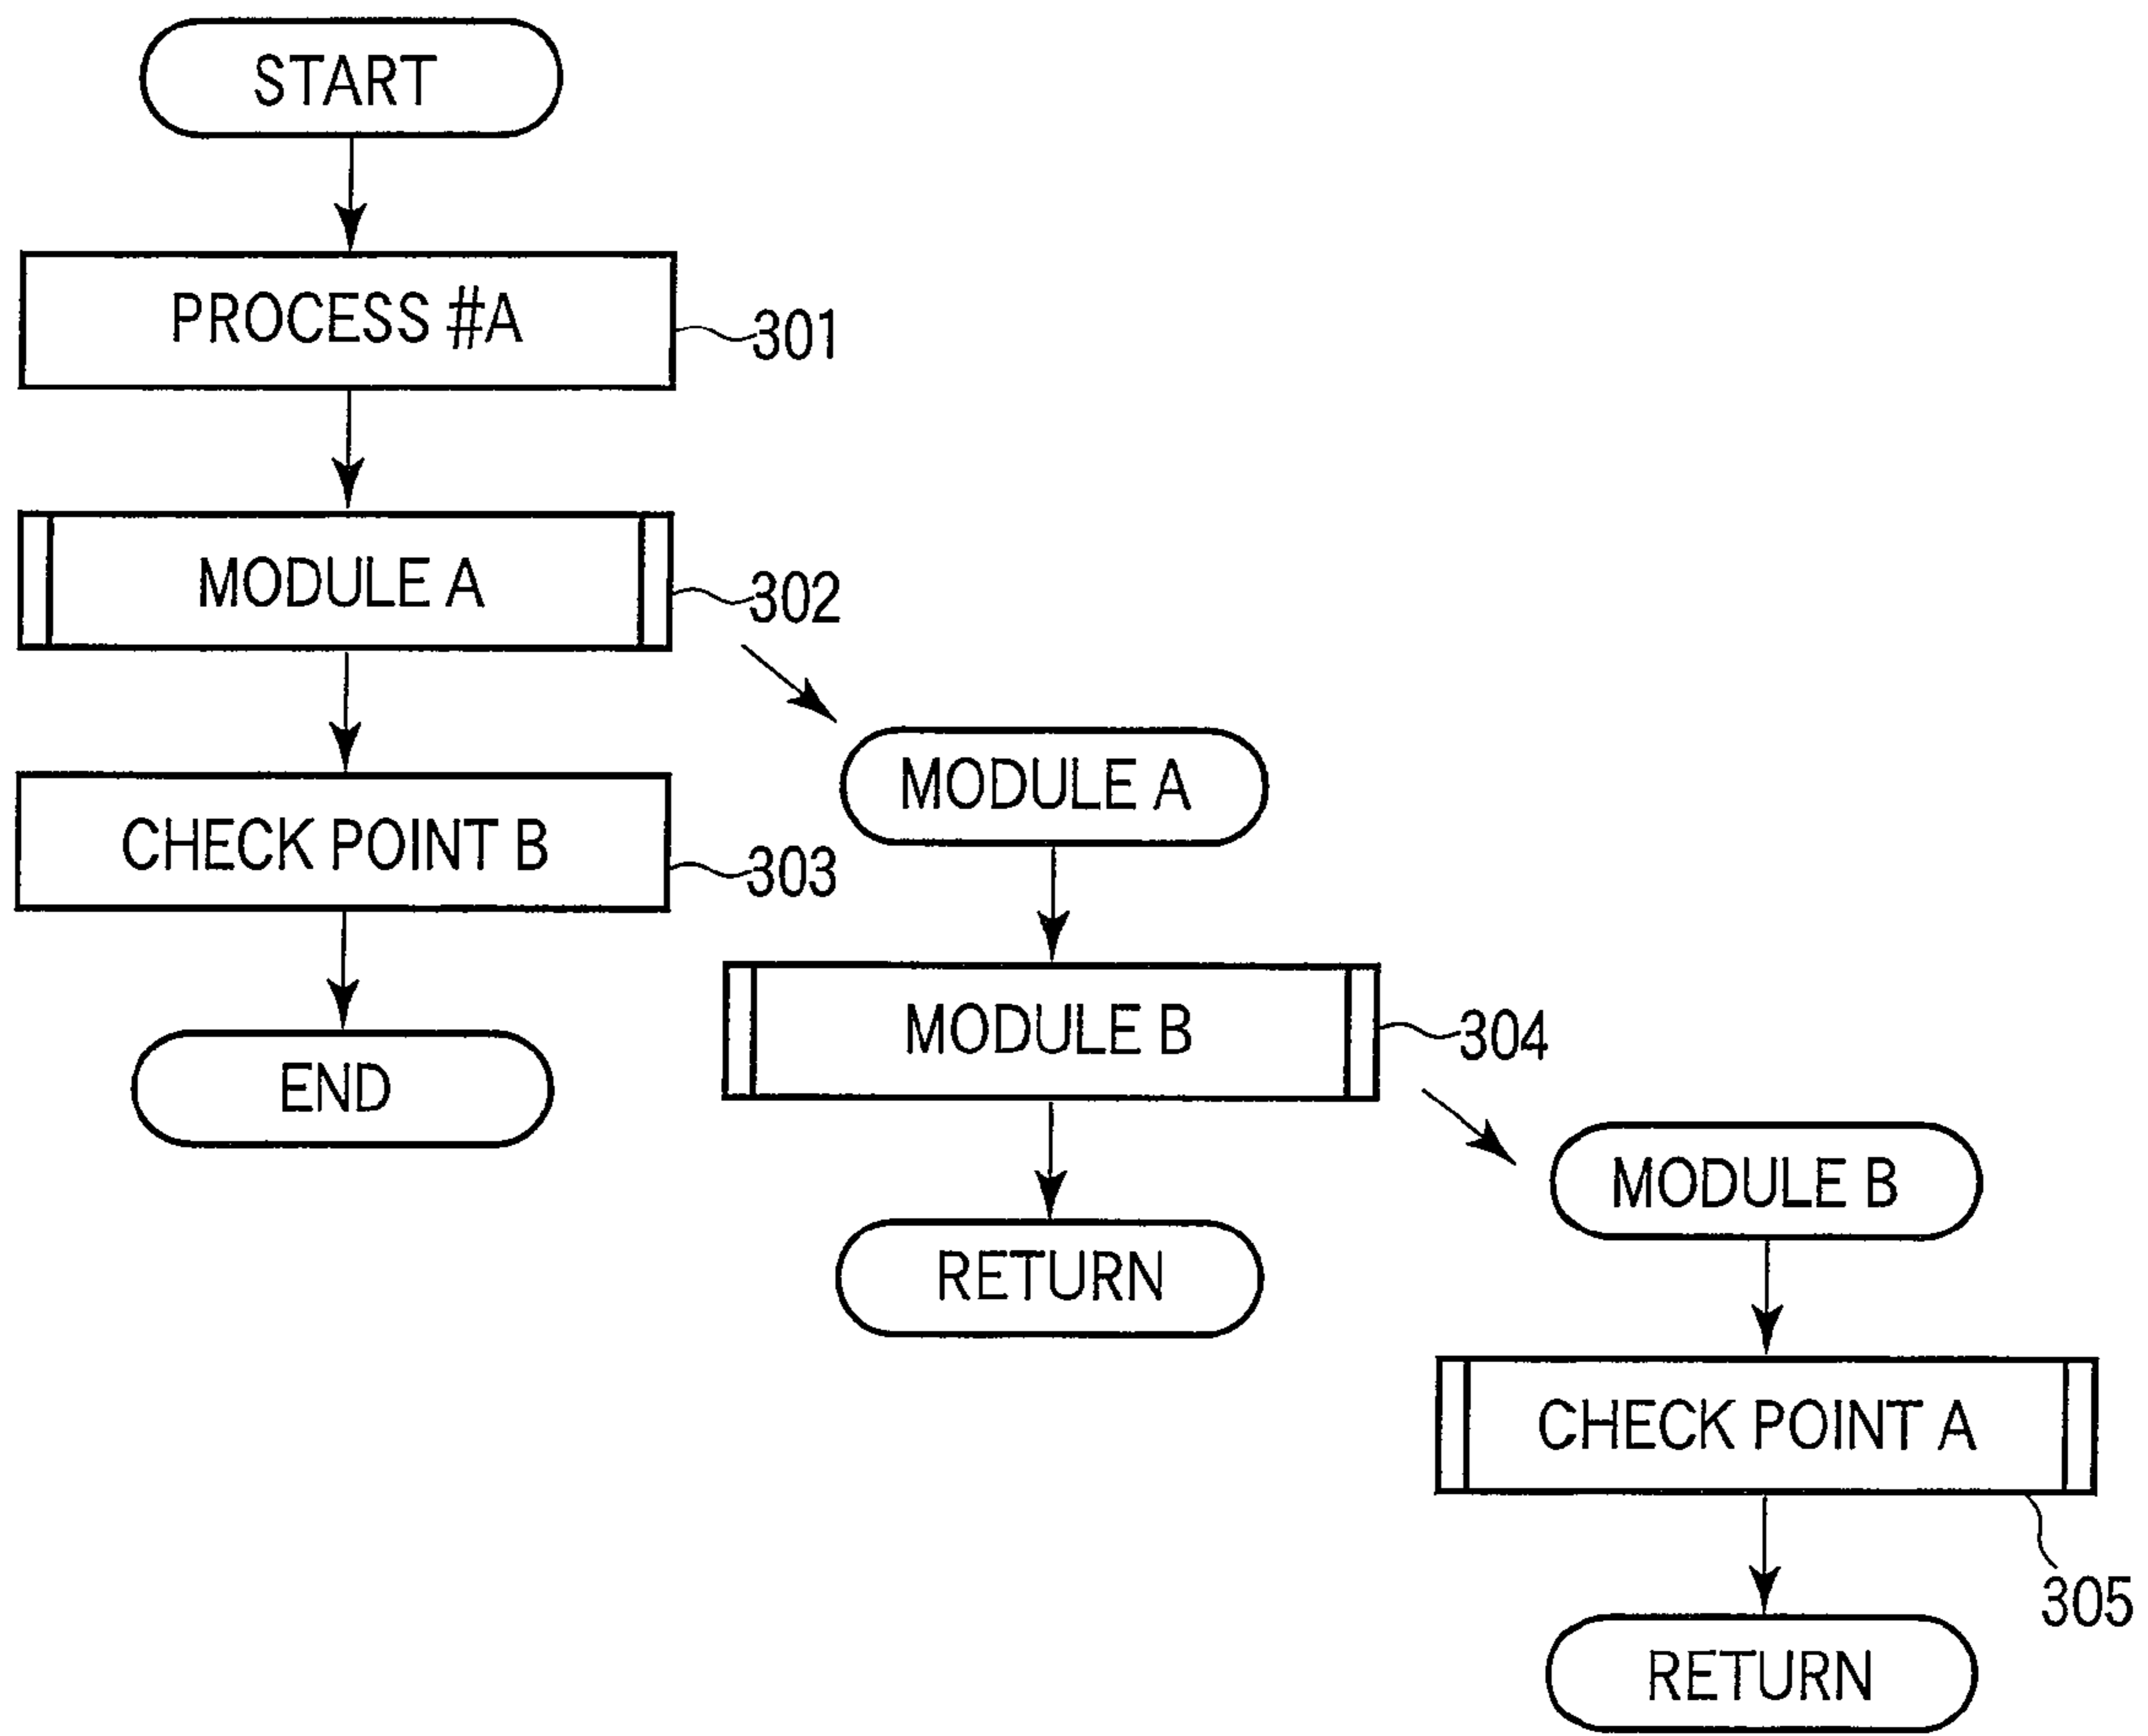 START
PROCESS #A
301
MODULE A
302
CHECK POINT B
303
END
MODULE A
MODULE B
304
RETURN
MODULE B
CHECK POINT A
305
RETURN